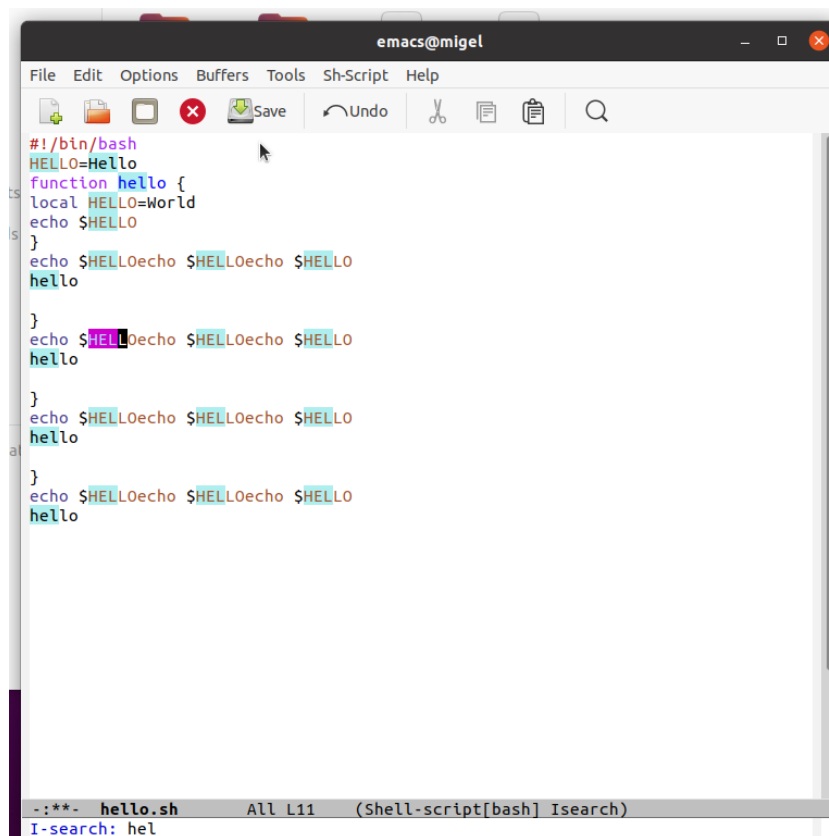 emacs@migel
File Edit Options Buffers Tools Sh-Script Help
Save Undo
#!/bin/bash
HELLO=Hello
function hello {
local HELLO=World
echo $HELLO
}
echo $HELLOecho $HELLOecho $HELLO
hello
}
echo $HELLOecho $HELLOecho $HELLO
hello
}
echo $HELLOecho $HELLOecho $HELLO
hello
}
echo $HELLOecho $HELLOecho $HELLO
hello
-:**- hello.sh All L11 (Shell-script[bash] Isearch)
I-search: hel